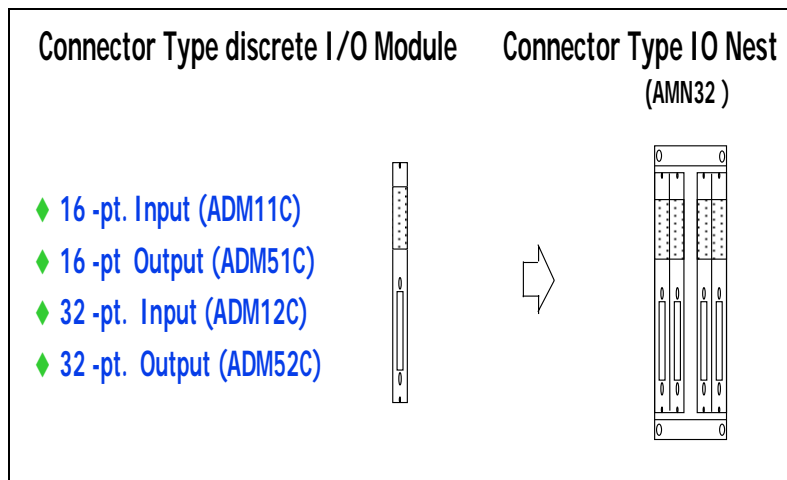 Connector Type discrete I/O Module
Connector Type IO Nest
(AMN32 )
16 -pt. Input (ADM11C)
16 -pt Output (ADM51C)
32 -pt. Input (ADM12C)
32 -pt. Output (ADM52C)